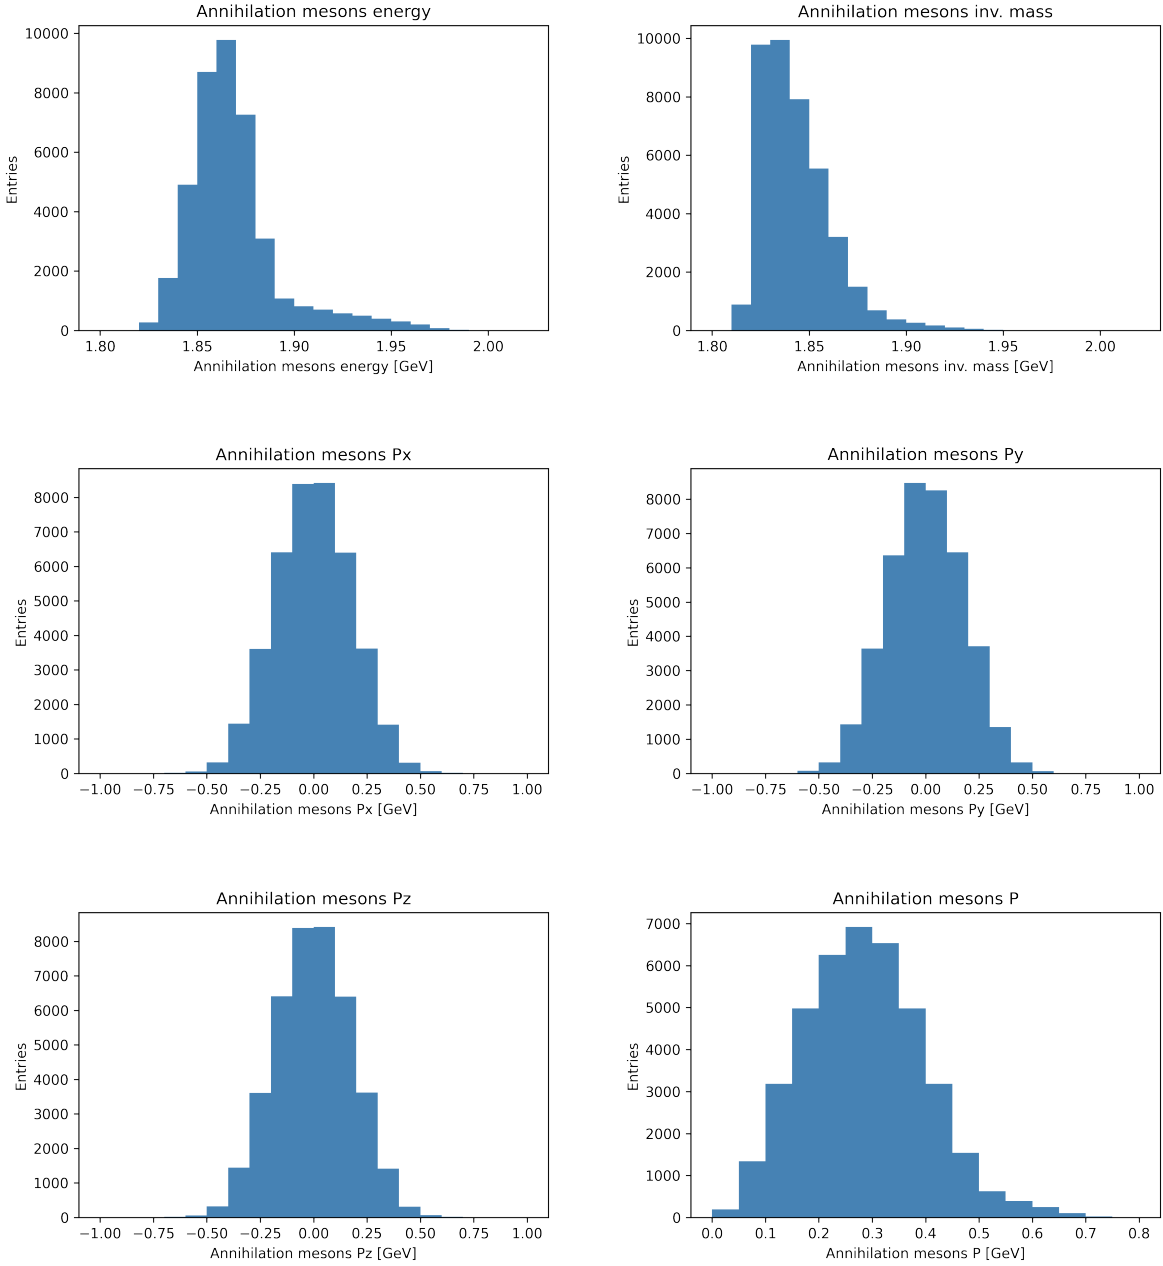 Annihilation mesons energy
10000
8000
6000
4000
2000
0
Entries
1.80 1.85 1.90 1.95 2.00
Annihilation mesons energy [GeV]
Annihilation mesons inv. mass
10000
8000
6000
4000
2000
0
Entries
1.80 1.85 1.90 1.95 2.00
Annihilation mesons inv. mass [GeV]
Annihilation mesons Px
8000
7000
6000
5000
4000
3000
2000
1000
0
Entries
−1.00 −0.75 −0.50 −0.25 0.00 0.25 0.50 0.75 1.00
Annihilation mesons Px [GeV]
Annihilation mesons Py
8000
7000
6000
5000
4000
3000
2000
1000
0
Entries
−1.00 −0.75 −0.50 −0.25 0.00 0.25 0.50 0.75 1.00
Annihilation mesons Py [GeV]
Annihilation mesons Pz
8000
7000
6000
5000
4000
3000
2000
1000
0
Entries
−1.00 −0.75 −0.50 −0.25 0.00 0.25 0.50 0.75 1.00
Annihilation mesons Pz [GeV]
Annihilation mesons P
7000
6000
5000
4000
3000
2000
1000
0
Entries
0.0 0.1 0.2 0.3 0.4 0.5 0.6 0.7 0.8
Annihilation mesons P [GeV]